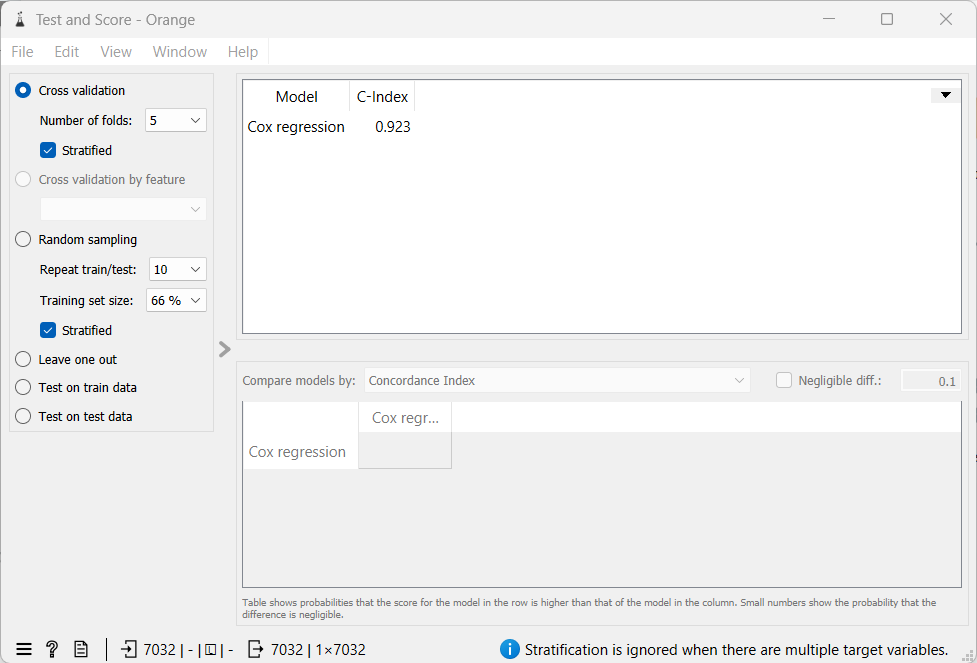 Test and Score - Orange
File Edit View Window Help
Cross validation
Number of folds: 5
Stratified
Cross validation by feature
Random sampling
Repeat train/test: 10
Training set size: 66 %
Stratified
Leave one out
Test on train data
Test on test data
Model C-Index
Cox regression 0.923
Compare models by: Concordance Index Negligible diff.: 0.1
Cox regr...
Cox regression
Table shows probabilities that the score for the model in the row is higher than that of the model in the column. Small numbers show the probability that the
difference is negligible.
7032 | - | | - 7032 | 1×7032 Stratification is ignored when there are multiple target variables.